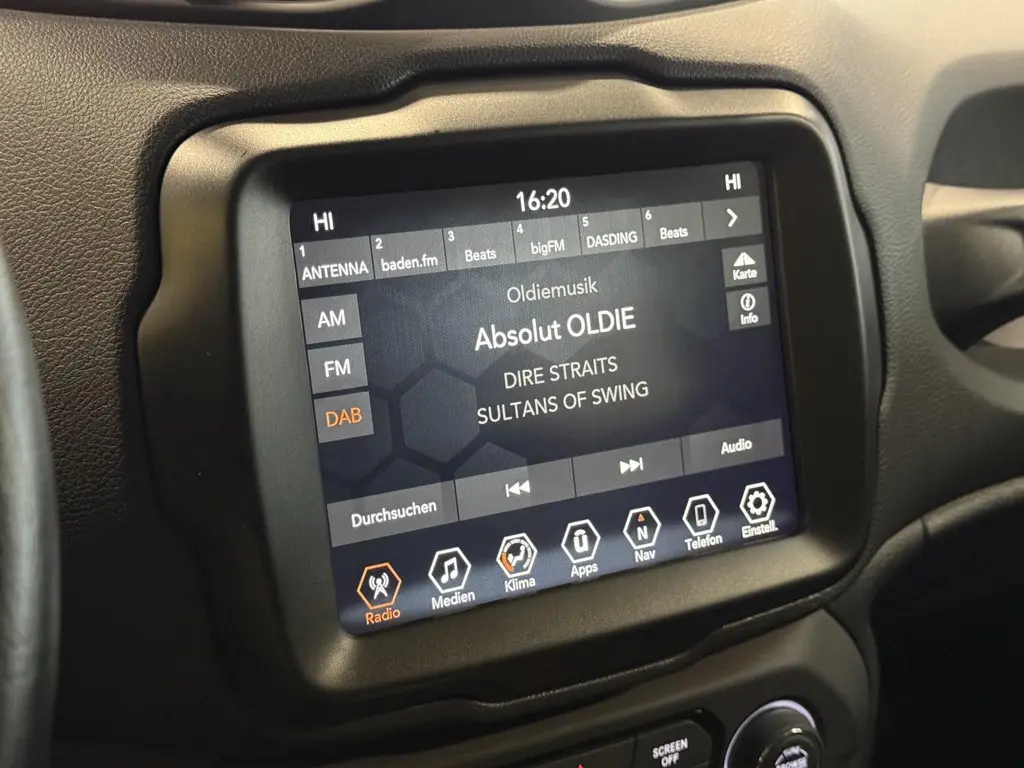 HI 16:20 HI
1 ANTENNA 2 baden.fm 3 Beats 4 bigFM 5 DASDING 6 Beats
Karte
Info
AM
FM
DAB
Oldiemusik
Absolut OLDIE
DIRE STRAITS
SULTANS OF SWING
Durchsuchen Audio
Radio Medien Klima Apps N Nav Telefon Einstell.
SCREEN
OFF